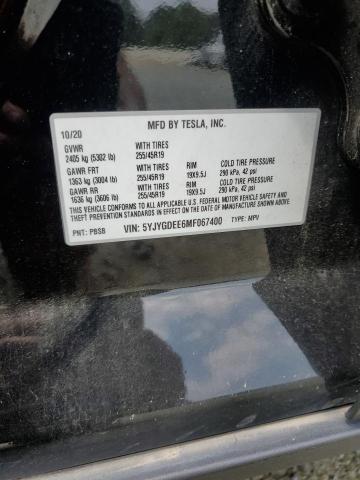 MFD BY TESLA, INC.
10/20
GVWR WITH TIRES
2405 kg (5302 lb) 255/45R19
GAWR FRT WITH TIRES RIM COLD TIRE PRESSURE
1363 kg (3004 lb) 255/45R19 19X9.5J 290 kPa, 42 psi
GAWR RR WITH TIRES RIM COLD TIRE PRESSURE
1636 kg (3606 lb) 255/45R19 19X9.5J 290 kPa, 42 psi
THIS VEHICLE CONFORMS TO ALL APPLICABLE U.S. FEDERAL MOTOR VEHICLE SAFETY AND
THEFT PREVENTION STANDARDS IN EFFECT ON THE DATE OF MANUFACTURE SHOWN ABOVE.
PNT: PBSB VIN: 5YJYGDEE6MF067400 TYPE: MPV